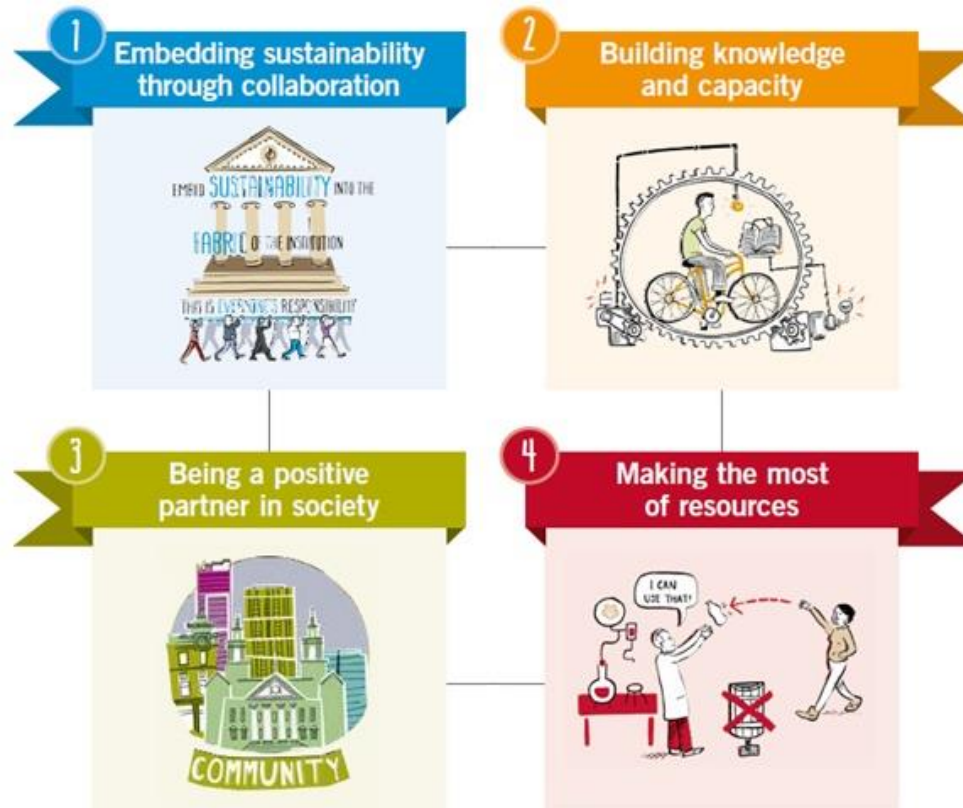 1
Embedding sustainability
through collaboration
EMBED SUSTAINABILITY INTO THE
FABRIC OF THE INSTITUTION
THIS IS EVERYONE'S RESPONSIBILITY
2
Building knowledge
and capacity
3
Being a positive
partner in society
COMMUNITY
4
Making the most
of resources
I CAN
USE THAT!